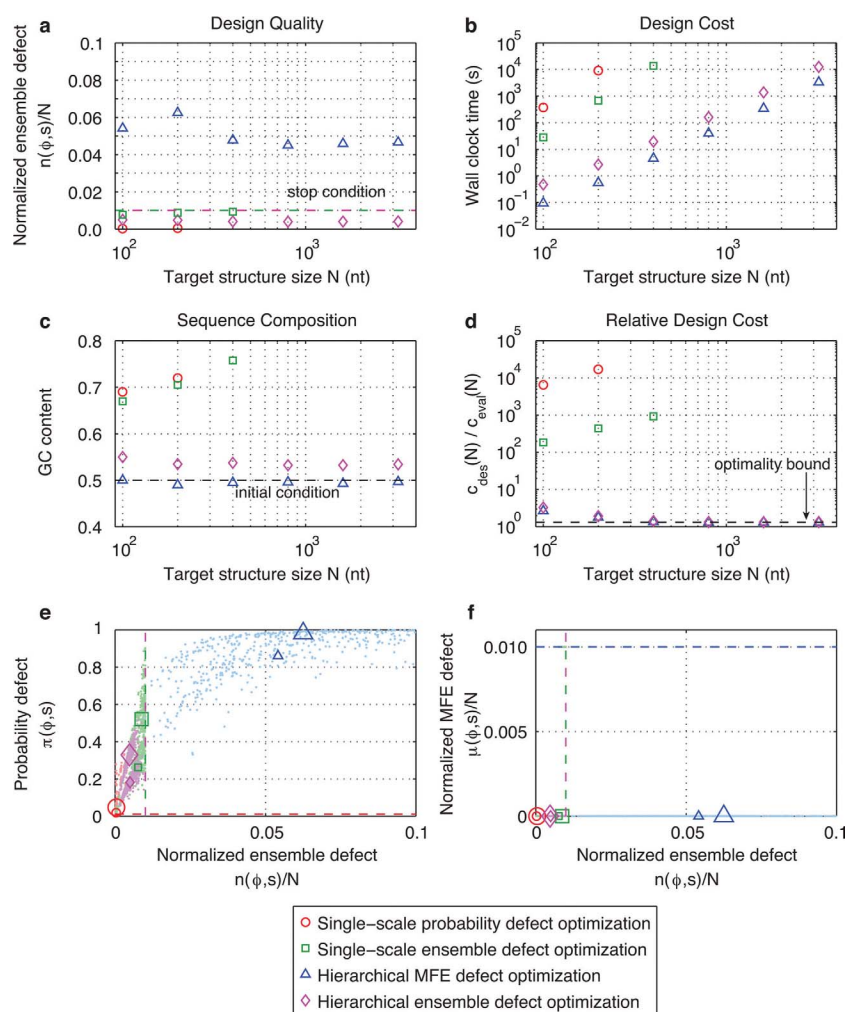 a Design Quality
Normalized ensemble defect
n(ϕ,s)/N
0.1
0.08
0.06
0.04
0.02
0.0
stop condition
10² 10³
Target structure size N (nt)
b Design Cost
Wall clock time (s)
10⁵
10⁴
10³
10²
10¹
10⁰
10⁻¹
10⁻²
10² 10³
Target structure size N (nt)
c Sequence Composition
GC content
0.8
0.7
0.6
0.5
0.4
initial condition
10² 10³
Target structure size N (nt)
d Relative Design Cost
c_des(N) / c_eval(N)
10⁵
10⁴
10³
10²
10¹
10⁰
optimality bound
10² 10³
Target structure size N (nt)
e
Probability defect
π(ϕ,s)
1
0.8
0.6
0.4
0.2
0
0 0.05 0.1
Normalized ensemble defect
n(ϕ,s)/N
f
Normalized MFE defect
μ(ϕ,s)/N
0.010
0.005
0
0 0.05 0.1
Normalized ensemble defect
n(ϕ,s)/N
Single−scale probability defect optimization
Single−scale ensemble defect optimization
Hierarchical MFE defect optimization
Hierarchical ensemble defect optimization